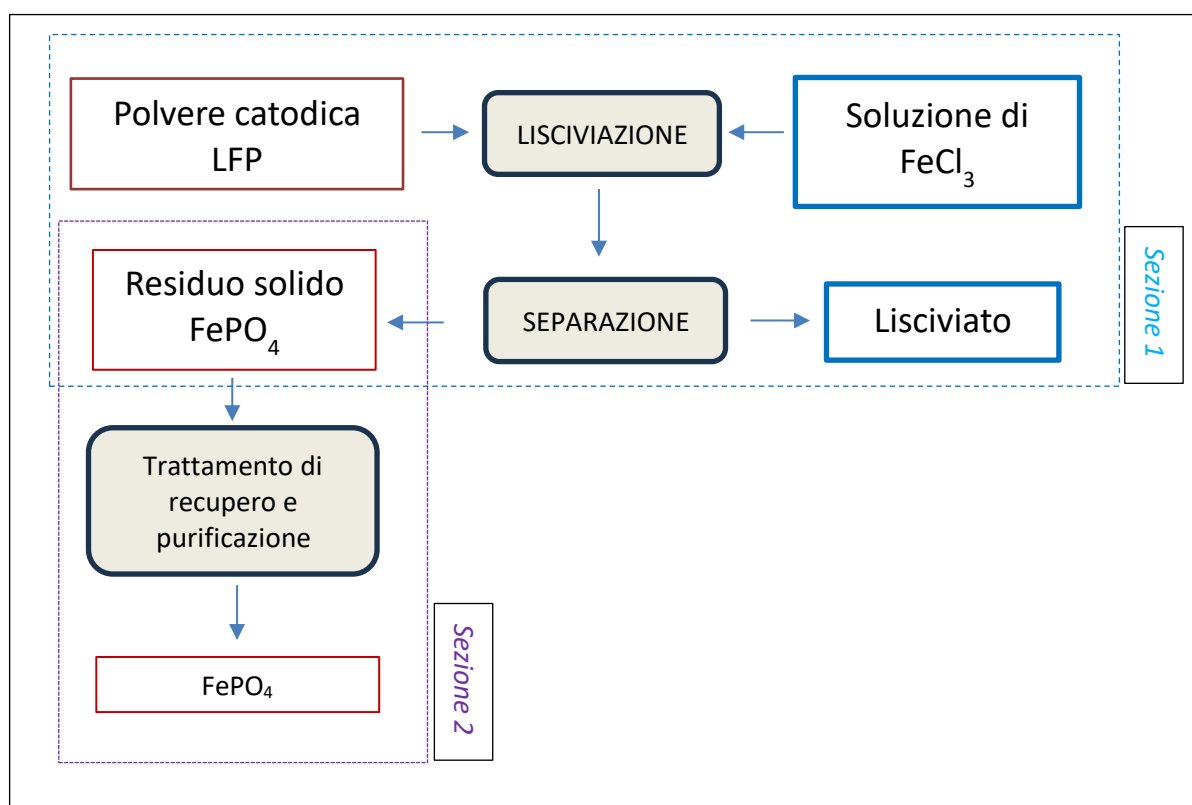 Polvere catodica
LFP
LISCIVIAZIONE
Soluzione di
FeCl₃
Residuo solido
FePO₄
SEPARAZIONE
Lisciviato
Sezione 1
Trattamento di
recupero e
purificazione
FePO₄
Sezione 2